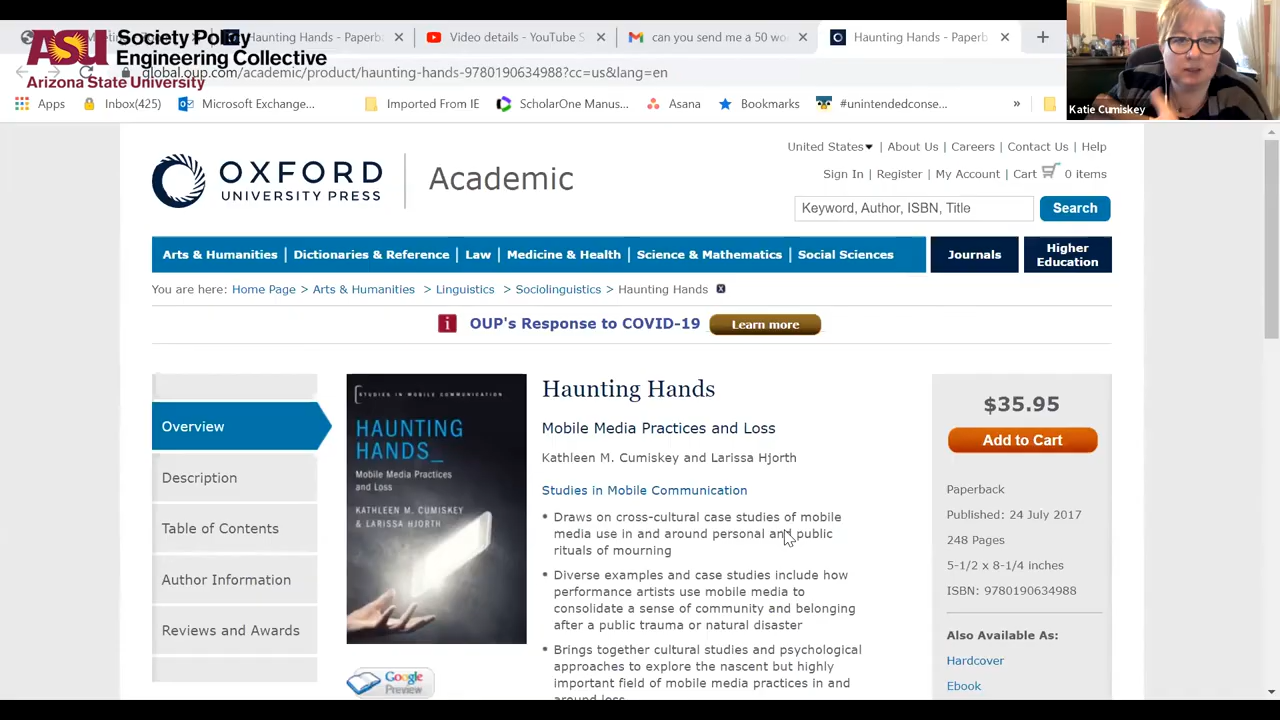 ASU Society Policy
Engineering Collective
Arizona State University
Haunting Hands - Paperb
Video details - YouTube S
can you send me a 50 wo
Haunting Hands - Paperb
global.oup.com/academic/product/haunting-hands-9780190634988?cc=us&lang=en
Katie Cumiskey
Apps
Inbox(425)
Microsoft Exchange...
Imported From IE
ScholarOne Manus...
Asana
Bookmarks
#unintendedconse...
»
United States | About Us | Careers | Contact Us | Help
OXFORD
UNIVERSITY PRESS
Academic
Sign In | Register | My Account | Cart 0 items
Keyword, Author, ISBN, Title
Search
Arts & Humanities | Dictionaries & Reference | Law | Medicine & Health | Science & Mathematics | Social Sciences
Journals
Higher
Education
You are here: Home Page > Arts & Humanities > Linguistics > Sociolinguistics > Haunting Hands x
i OUP's Response to COVID-19 Learn more
Overview
Description
Table of Contents
Author Information
Reviews and Awards
STUDIES IN MOBILE COMMUNICATION
HAUNTING
HANDS_
Mobile Media Practices
and Loss
KATHLEEN M. CUMISKEY
& LARISSA HJORTH
Google
Preview
Haunting Hands
Mobile Media Practices and Loss
Kathleen M. Cumiskey and Larissa Hjorth
Studies in Mobile Communication
• Draws on cross-cultural case studies of mobile
media use in and around personal and public
rituals of mourning
• Diverse examples and case studies include how
performance artists use mobile media to
consolidate a sense of community and belonging
after a public trauma or natural disaster
• Brings together cultural studies and psychological
approaches to explore the nascent but highly
important field of mobile media practices in and
around loss
$35.95
Add to Cart
Paperback
Published: 24 July 2017
248 Pages
5-1/2 x 8-1/4 inches
ISBN: 9780190634988
Also Available As:
Hardcover
Ebook